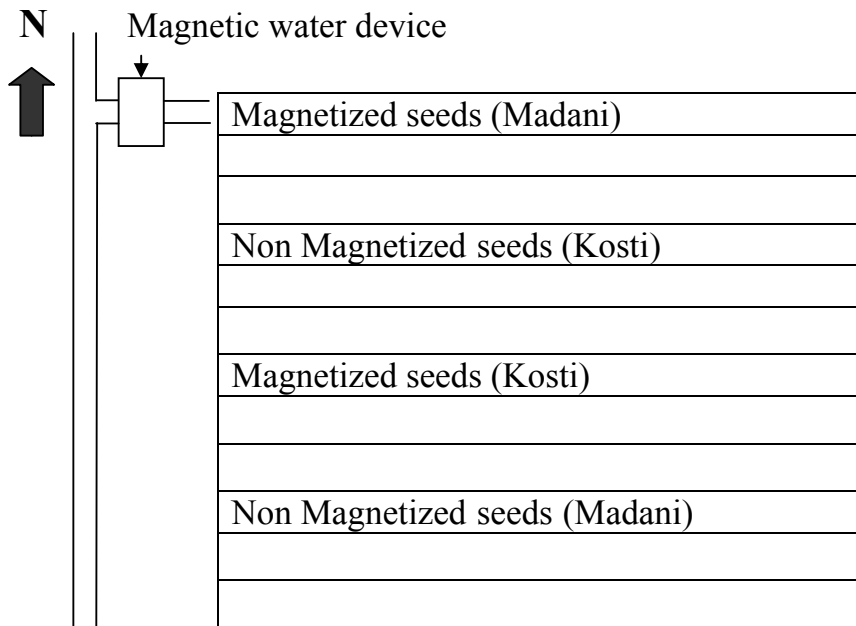 N
Magnetic water device
Magnetized seeds (Madani)
Non Magnetized seeds (Kosti)
Magnetized seeds (Kosti)
Non Magnetized seeds (Madani)